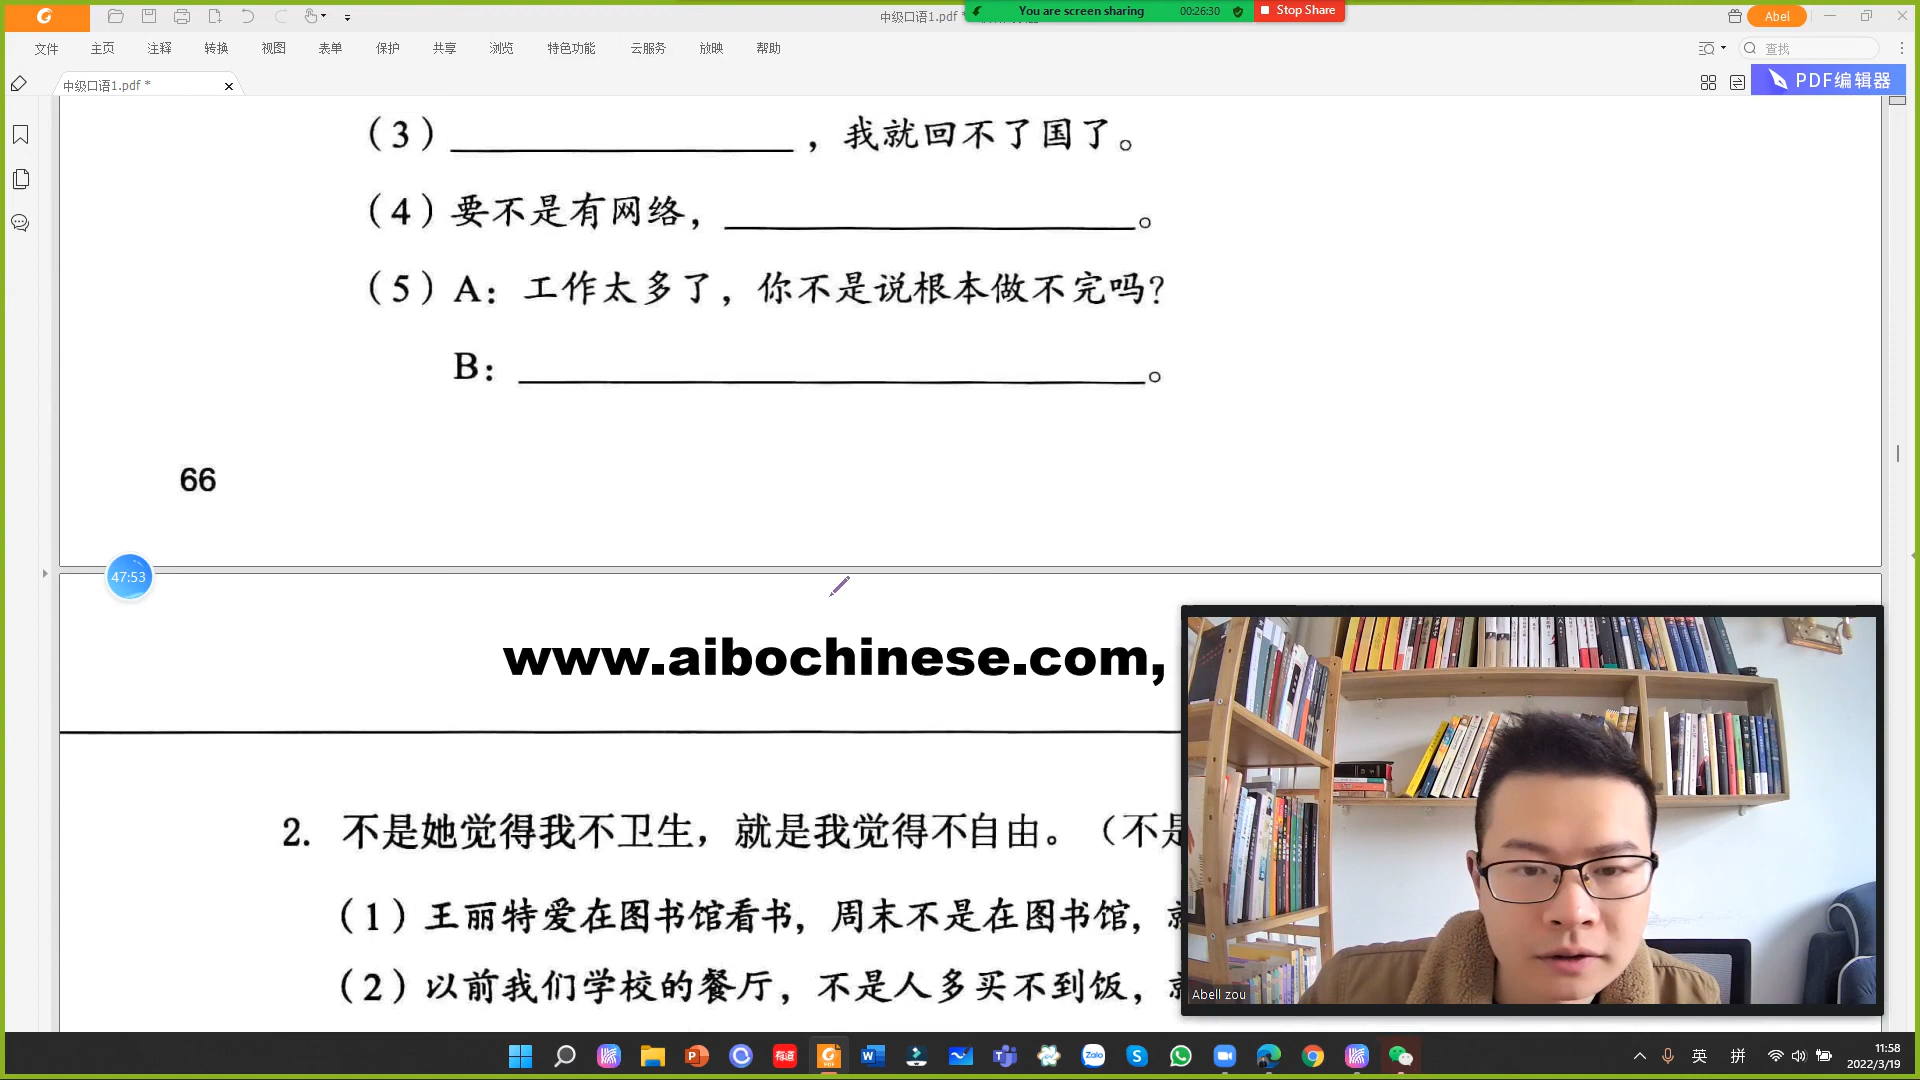 中级口语1.pdf *
You are screen sharing
00:26:30
Stop Share
Abel
文件 主页 注释 转换 视图 表单 保护 共享 浏览 特色功能 云服务 放映 帮助
查找
中级口语1.pdf *
PDF编辑器
（3）____________，我就回不了国了。
（4）要不是有网络，____________。
（5）A：工作太多了，你不是说根本做不完吗？
B：____________。
66
47:53
www.aibochinese.com,
2. 不是她觉得我不卫生，就是我觉得不自由。（不是
（1）王丽特爱在图书馆看书，周末不是在图书馆，就
（2）以前我们学校的餐厅，不是人多买不到饭，就
Abell zou
有道
Zalo
英 拼
11:58
2022/3/19